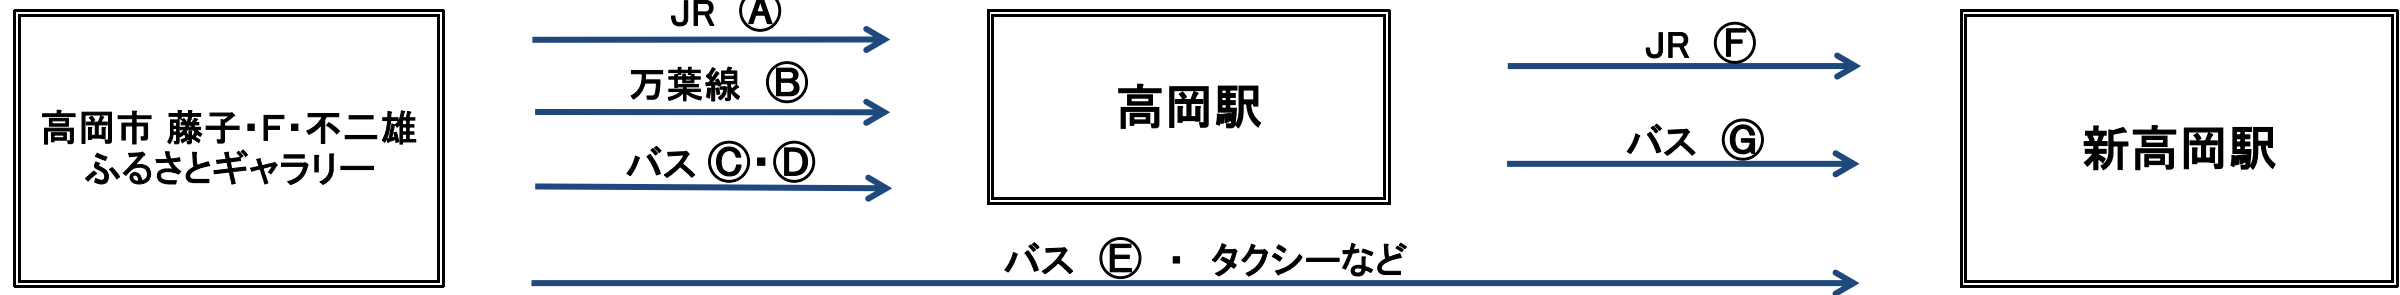 高岡市 藤子・F・不二雄
ふるさとギャラリー
JR Ⓐ
万葉線 Ⓑ
バス Ⓒ・Ⓓ
高岡駅
JR Ⓕ
バス Ⓖ
バス Ⓔ ・ タクシーなど
新高岡駅